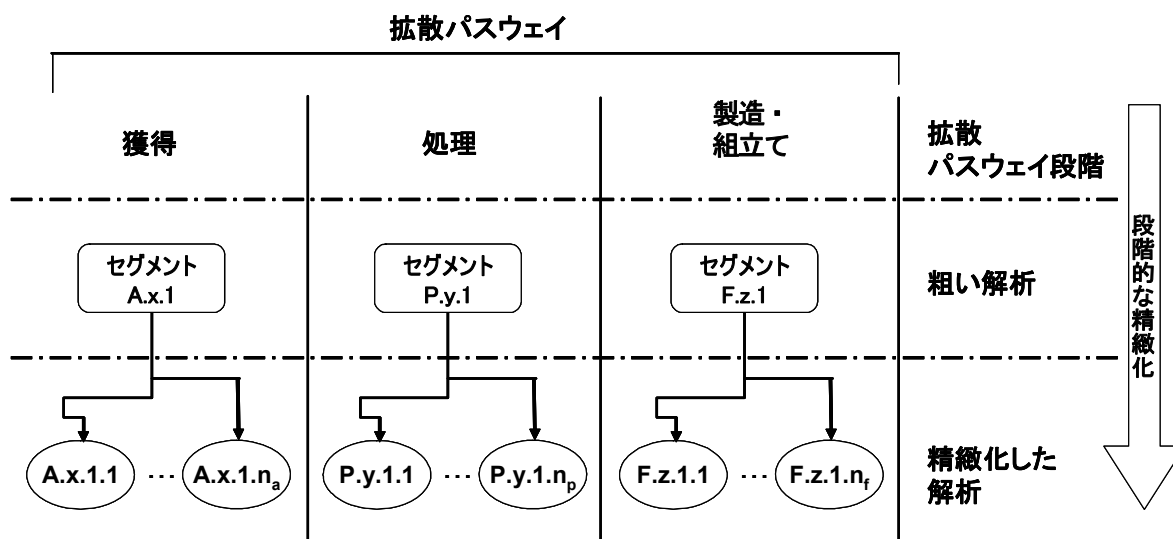 拡散パスウェイ
獲得
処理
製造・
組立て
拡散
パスウェイ段階
セグメント
A.x.1
セグメント
P.y.1
セグメント
F.z.1
粗い解析
段階的な精緻化
A.x.1.1 ... A.x.1.nₐ
P.y.1.1 ... P.y.1.nₚ
F.z.1.1 ... F.z.1.n_f
精緻化した
解析